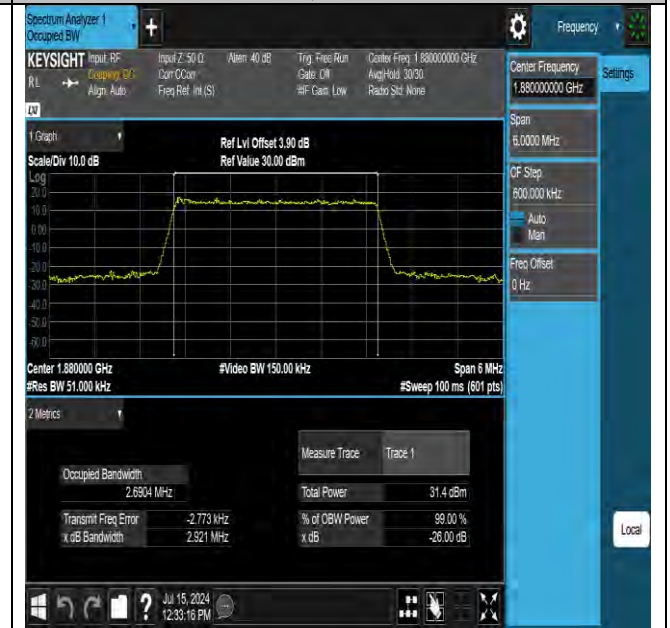 Spectrum Analyzer 1
Occupied BW
Frequency
KEYSIGHT
RL
Input: RF
Coupling: DC
Align: Auto
Input Z: 50 Ω
Corr CCorr
Freq Ref: Int (S)
Atten: 40 dB
Trig: Free Run
Gate: Off
#IF Gain: Low
Center Freq: 1.880000000 GHz
Avg|Hold: 30/30
Radio Std: None
LXI
Center Frequency
1.880000000 GHz
Settings
Span
6.0000 MHz
CF Step
600.000 kHz
Auto
Man
Freq Offset
0 Hz
1 Graph
Scale/Div 10.0 dB
Ref Lvl Offset 3.90 dB
Ref Value 30.00 dBm
Log
20.0
10.0
0.00
-10.0
-20.0
-30.0
-40.0
-50.0
-60.0
Center 1.880000 GHz
#Res BW 51.000 kHz
#Video BW 150.00 kHz
Span 6 MHz
#Sweep 100 ms (601 pts)
2 Metrics
Measure Trace
Trace 1
Occupied Bandwidth
2.6904 MHz
Total Power
31.4 dBm
Transmit Freq Error
-2.773 kHz
% of OBW Power
99.00 %
x dB Bandwidth
2.921 MHz
x dB
-26.00 dB
Local
?
Jul 15, 2024
12:33:16 PM